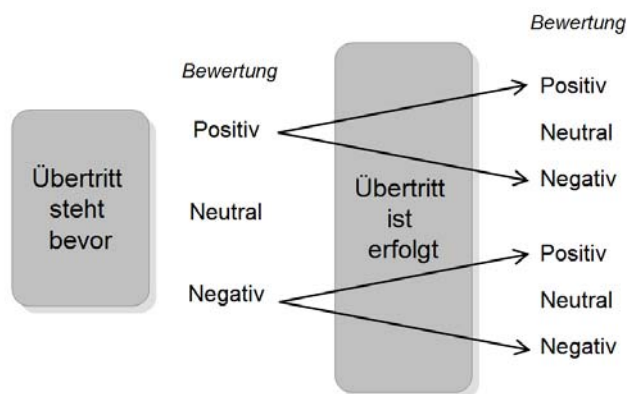 Übertritt
steht
bevor
Bewertung
Positiv
Neutral
Negativ
Übertritt
ist
erfolgt
Bewertung
Positiv
Neutral
Negativ
Positiv
Neutral
Negativ